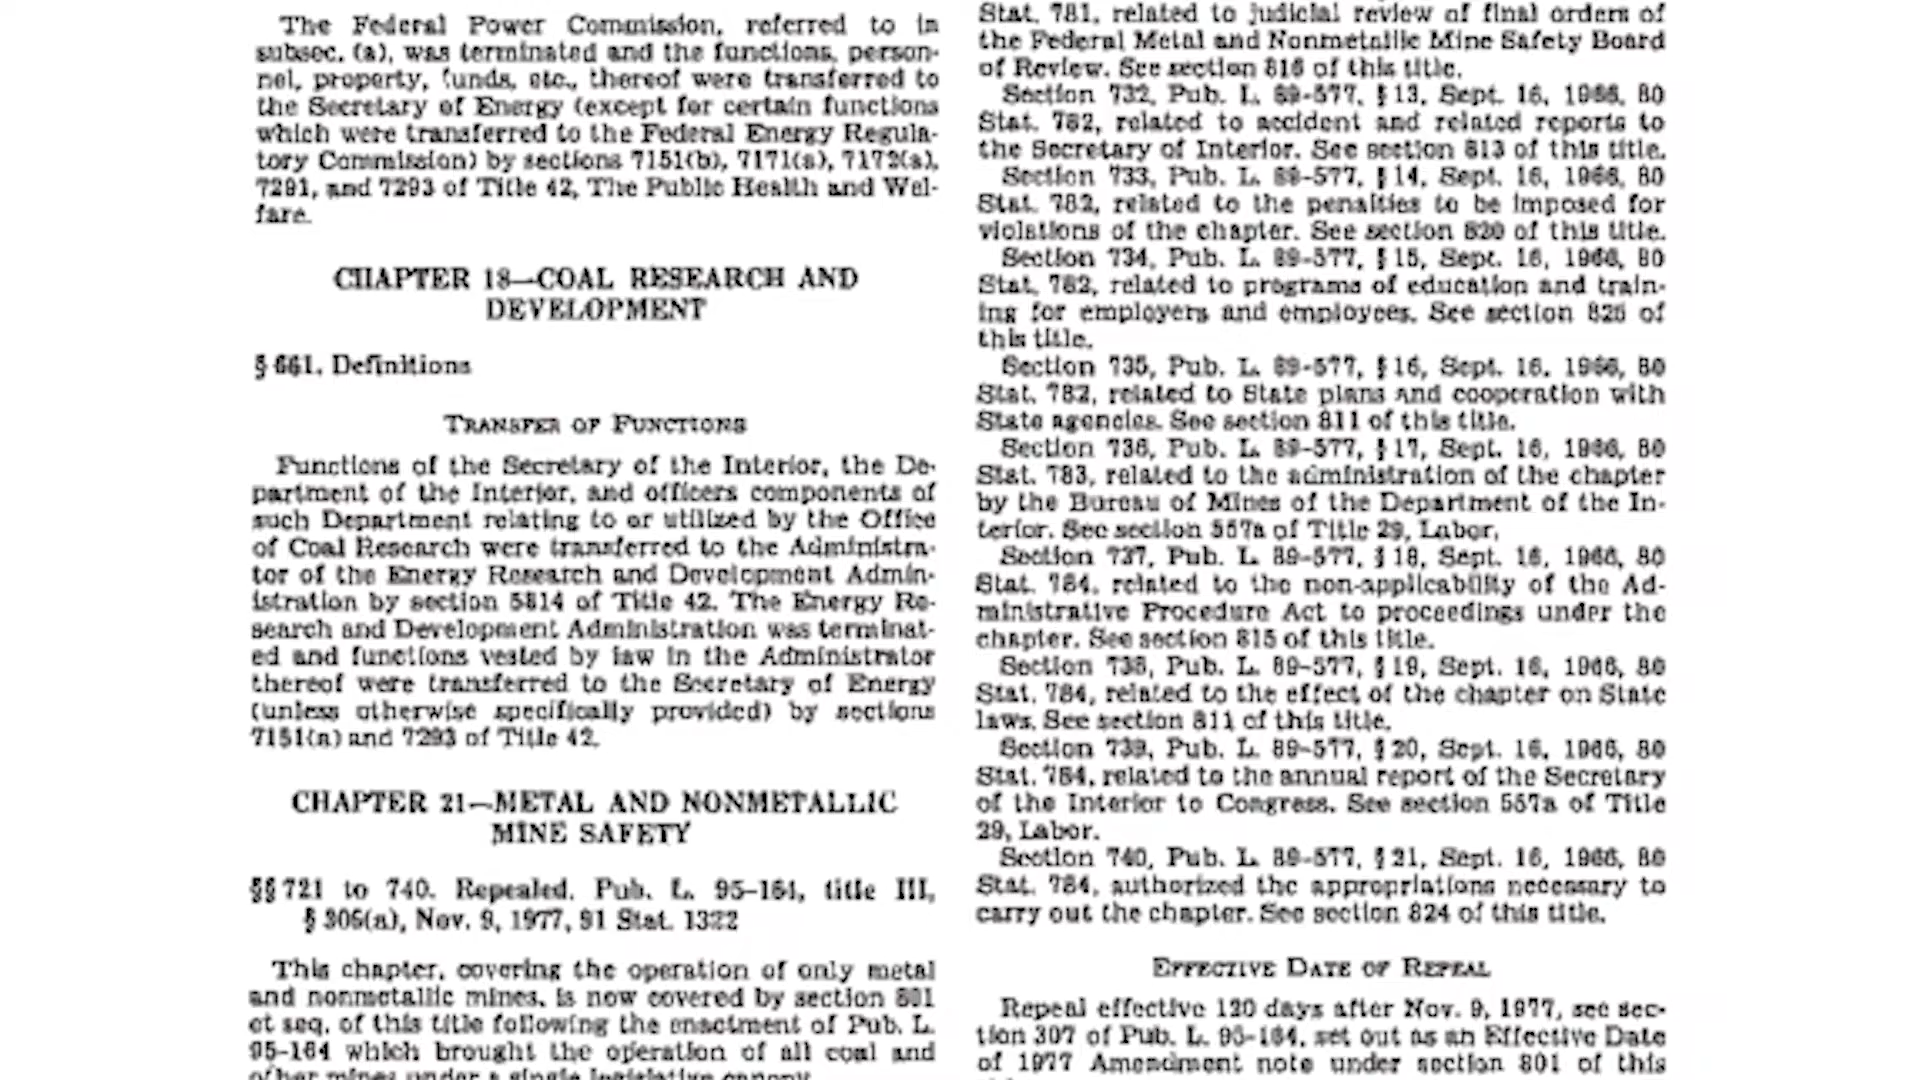 The Federal Power Commission, referred to in
subsec. (a), was terminated and the functions, person-
nel, property, funds, etc., thereof were transferred to
the Secretary of Energy (except for certain functions
which were transferred to the Federal Energy Regula-
tory Commission) by sections 7151(b), 7171(a), 7172(a),
7291, and 7293 of Title 42, The Public Health and Wel-
fare.
CHAPTER 18—COAL RESEARCH AND
DEVELOPMENT
§ 661. Definitions
TRANSFER OF FUNCTIONS
Functions of the Secretary of the Interior, the De-
partment of the Interior, and officers components of
such Department relating to or utilized by the Office
of Coal Research were transferred to the Administra-
tor of the Energy Research and Development Admin-
istration by section 5814 of Title 42. The Energy Re-
search and Development Administration was terminat-
ed and functions vested by law in the Administrator
thereof were transferred to the Secretary of Energy
(unless otherwise specifically provided) by sections
7151(a) and 7293 of Title 42.
CHAPTER 21—METAL AND NONMETALLIC
MINE SAFETY
§§ 721 to 740. Repealed. Pub. L. 95–164, title III,
§ 306(a), Nov. 9, 1977, 91 Stat. 1322
This chapter, covering the operation of only metal
and nonmetallic mines, is now covered by section 801
et seq. of this title following the enactment of Pub. L.
95–164 which brought the operation of all coal and
other mines under a single legislative canopy.
Stat. 781, related to judicial review of final orders of
the Federal Metal and Nonmetallic Mine Safety Board
of Review. See section 816 of this title.
Section 732, Pub. L. 89–577, § 13, Sept. 16, 1966, 80
Stat. 782, related to accident and related reports to
the Secretary of Interior. See section 813 of this title.
Section 733, Pub. L. 89–577, § 14, Sept. 16, 1966, 80
Stat. 782, related to the penalties to be imposed for
violations of the chapter. See section 820 of this title.
Section 734, Pub. L. 89–577, § 15, Sept. 16, 1966, 80
Stat. 782, related to programs of education and train-
ing for employers and employees. See section 825 of
this title.
Section 735, Pub. L. 89–577, § 16, Sept. 16, 1966, 80
Stat. 782, related to State plans and cooperation with
State agencies. See section 811 of this title.
Section 736, Pub. L. 89–577, § 17, Sept. 16, 1966, 80
Stat. 783, related to the administration of the chapter
by the Bureau of Mines of the Department of the In-
terior. See section 557a of Title 29, Labor.
Section 737, Pub. L. 89–577, § 18, Sept. 16, 1966, 80
Stat. 784, related to the non-applicability of the Ad-
ministrative Procedure Act to proceedings under the
chapter. See section 815 of this title.
Section 738, Pub. L. 89–577, § 19, Sept. 16, 1966, 80
Stat. 784, related to the effect of the chapter on State
laws. See section 811 of this title.
Section 739, Pub. L. 89–577, § 20, Sept. 16, 1966, 80
Stat. 784, related to the annual report of the Secretary
of the Interior to Congress. See section 557a of Title
29, Labor.
Section 740, Pub. L. 89–577, § 21, Sept. 16, 1966, 80
Stat. 784, authorized the appropriations necessary to
carry out the chapter. See section 824 of this title.
EFFECTIVE DATE OF REPEAL
Repeal effective 120 days after Nov. 9, 1977, see sec-
tion 307 of Pub. L. 95–164, set out as an Effective Date
of 1977 Amendment note under section 801 of this